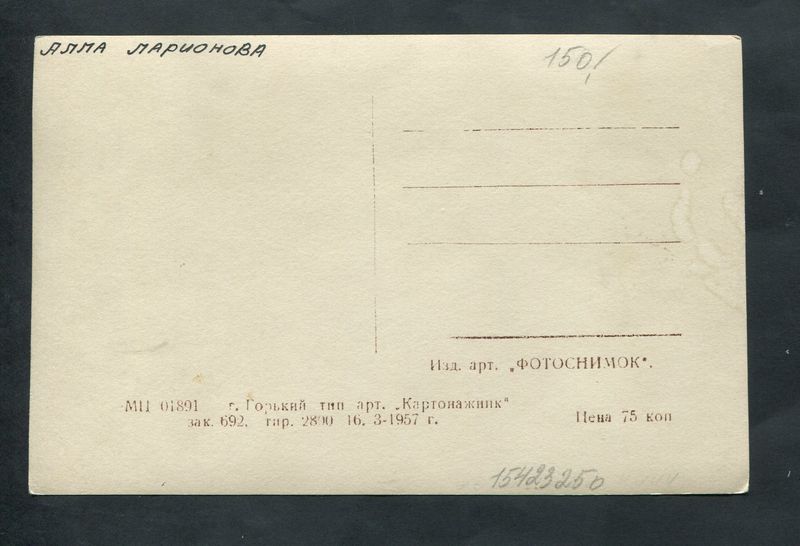 АЛЛА ЛАРИОНОВА
150/
Изд. арт. „ФОТОСНИМОК".
МЦ 01891 г. Горький тип арт. „Картонажник"
зак. 692. тир. 2800 16. 3-1957 г.
Цена 75 коп
15423250